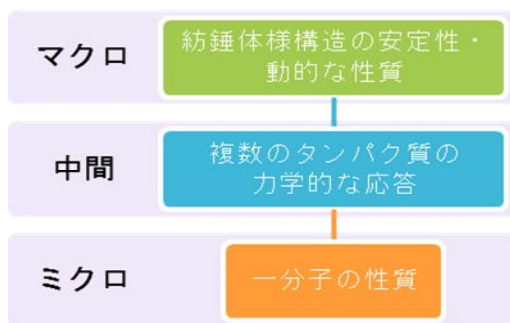 マクロ
紡錘体様構造の安定性・
動的な性質
中間
複数のタンパク質の
力学的な応答
ミクロ
一分子の性質